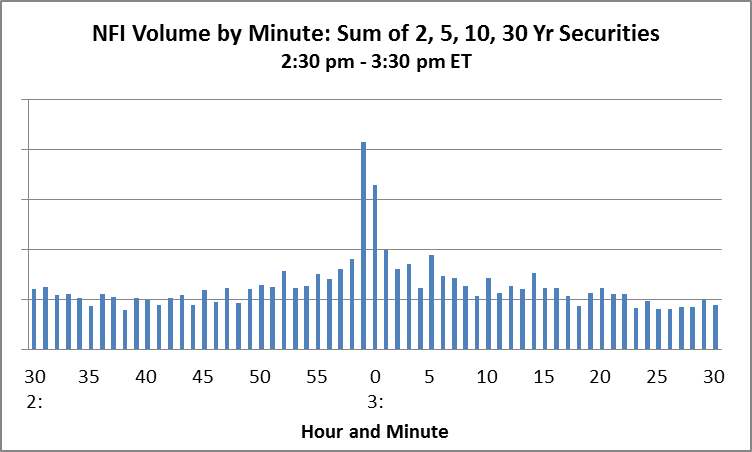 NFI Volume by Minute: Sum of 2, 5, 10, 30 Yr Securities
2:30 pm - 3:30 pm ET
30 35 40 45 50 55 0 5 10 15 20 25 30
2: 3:
Hour and Minute